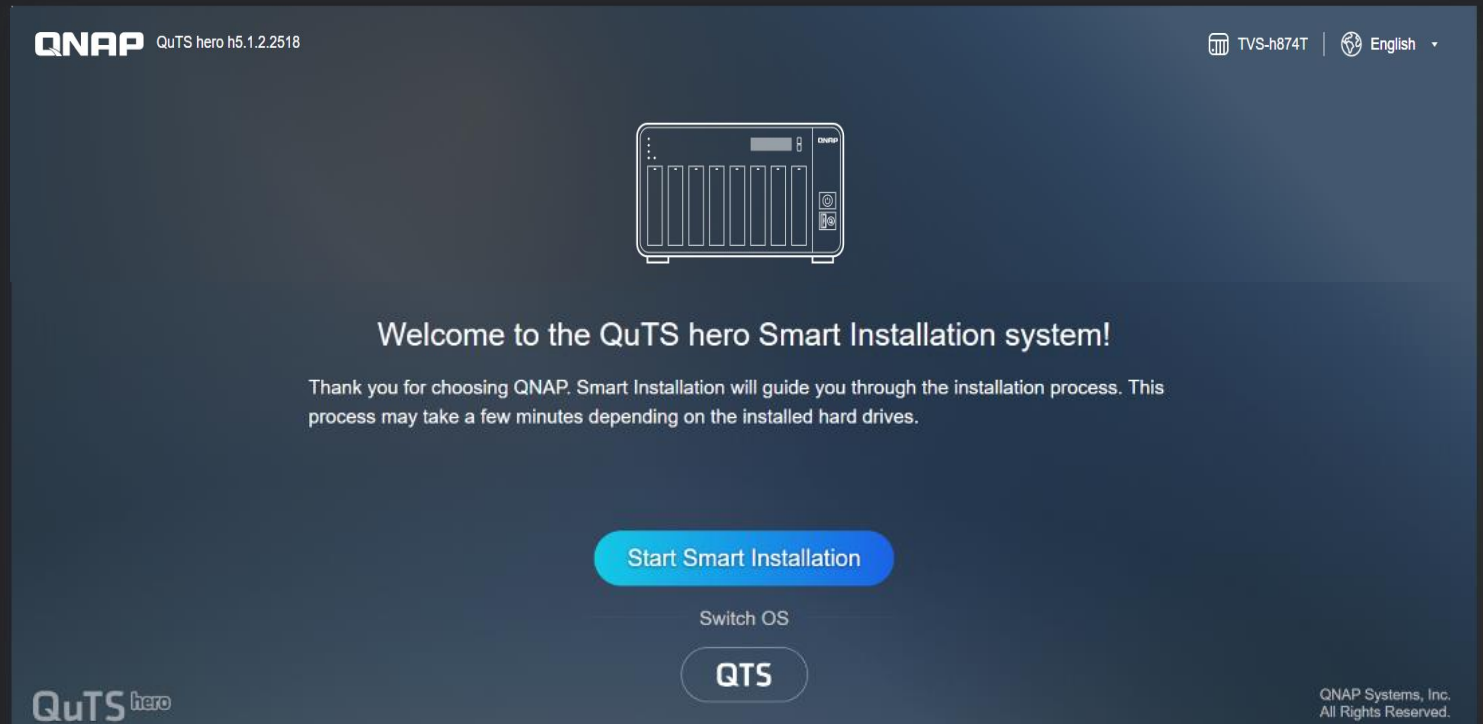 QNAP QuTS hero h5.1.2.2518
TVS-h874T | English
QNAP
Welcome to the QuTS hero Smart Installation system!
Thank you for choosing QNAP. Smart Installation will guide you through the installation process. This
process may take a few minutes depending on the installed hard drives.
Start Smart Installation
Switch OS
QTS
QuTS hero
QNAP Systems, Inc.
All Rights Reserved.